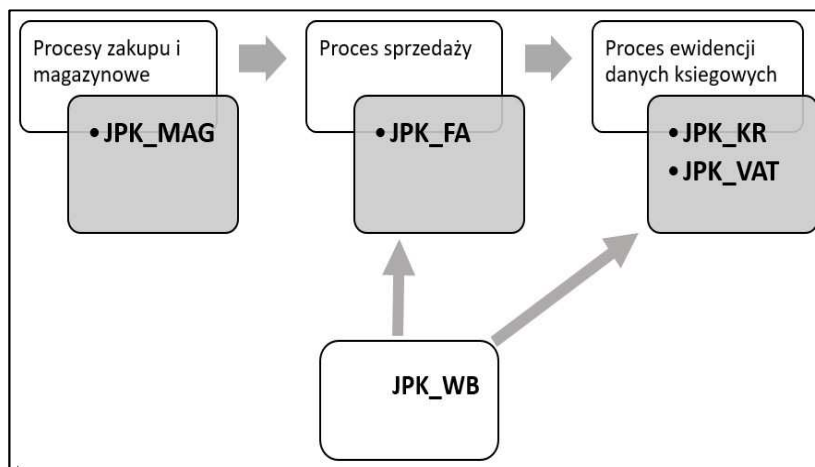 Procesy zakupu i
magazynowe
Proces sprzedaży
Proces ewidencji
danych ksiegowych
• JPK_MAG
• JPK_FA
• JPK_KR
• JPK_VAT
JPK_WB